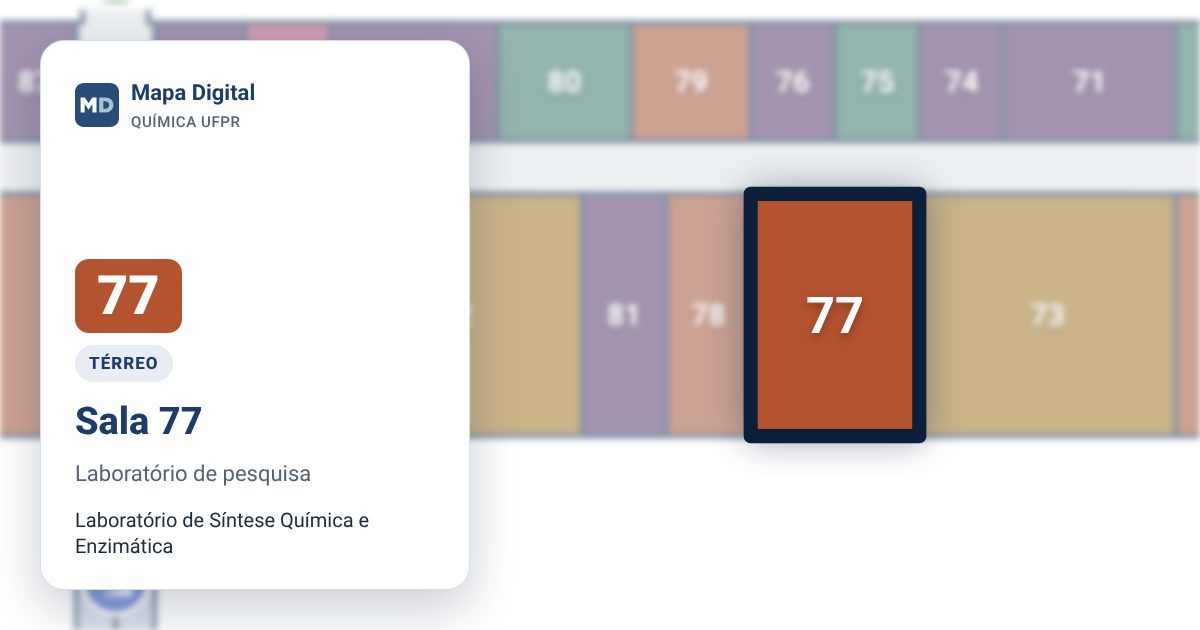 80
79
76
75
74
71
MD
Mapa Digital
QUÍMICA UFPR
77
TÉRREO
Sala 77
Laboratório de pesquisa
Laboratório de Síntese Química e
Enzimática
81
78
77
73